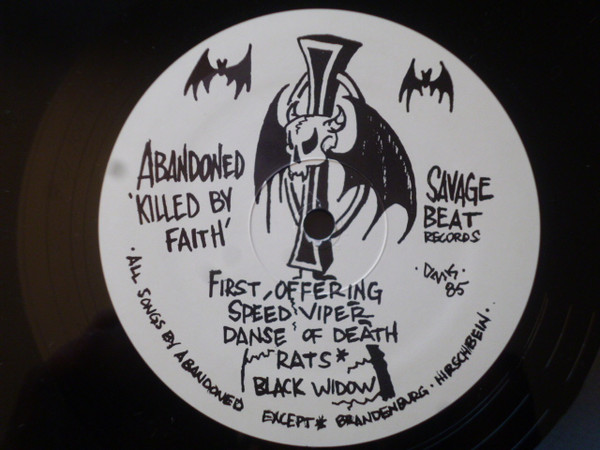 ABANDONED
'KILLED BY
FAITH'
SAVAGE
BEAT
RECORDS
85
FIRST OFFERING
SPEED VIPER
DANSE OF DEATH
RATS*
BLACK WIDOW
· ALL SONGS BY ABANDONED EXCEPT * BRANDENBURG · HIRSCHBEIN ·